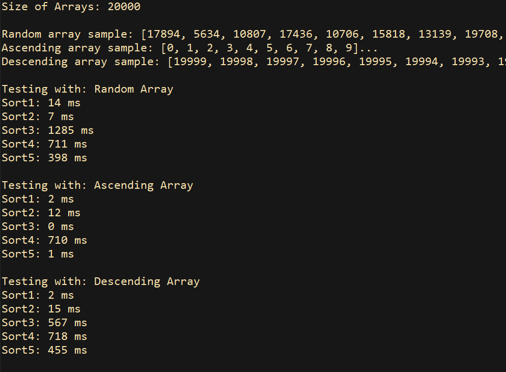 Size of Arrays: 20000
Random array sample: [17894, 5634, 10807, 17436, 10706, 15818, 13139, 19708,
Ascending array sample: [0, 1, 2, 3, 4, 5, 6, 7, 8, 9]...
Descending array sample: [19999, 19998, 19997, 19996, 19995, 19994, 19993, 19
Testing with: Random Array
Sort1: 14 ms
Sort2: 7 ms
Sort3: 1285 ms
Sort4: 711 ms
Sort5: 398 ms
Testing with: Ascending Array
Sort1: 2 ms
Sort2: 12 ms
Sort3: 0 ms
Sort4: 710 ms
Sort5: 1 ms
Testing with: Descending Array
Sort1: 2 ms
Sort2: 15 ms
Sort3: 567 ms
Sort4: 718 ms
Sort5: 455 ms